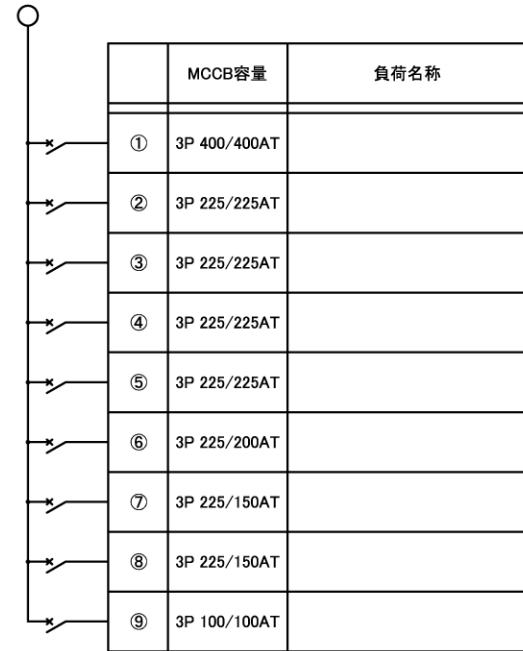 MCCB容量 負荷名称
① 3P 400/400AT
② 3P 225/225AT
③ 3P 225/225AT
④ 3P 225/225AT
⑤ 3P 225/225AT
⑥ 3P 225/200AT
⑦ 3P 225/150AT
⑧ 3P 225/150AT
⑨ 3P 100/100AT